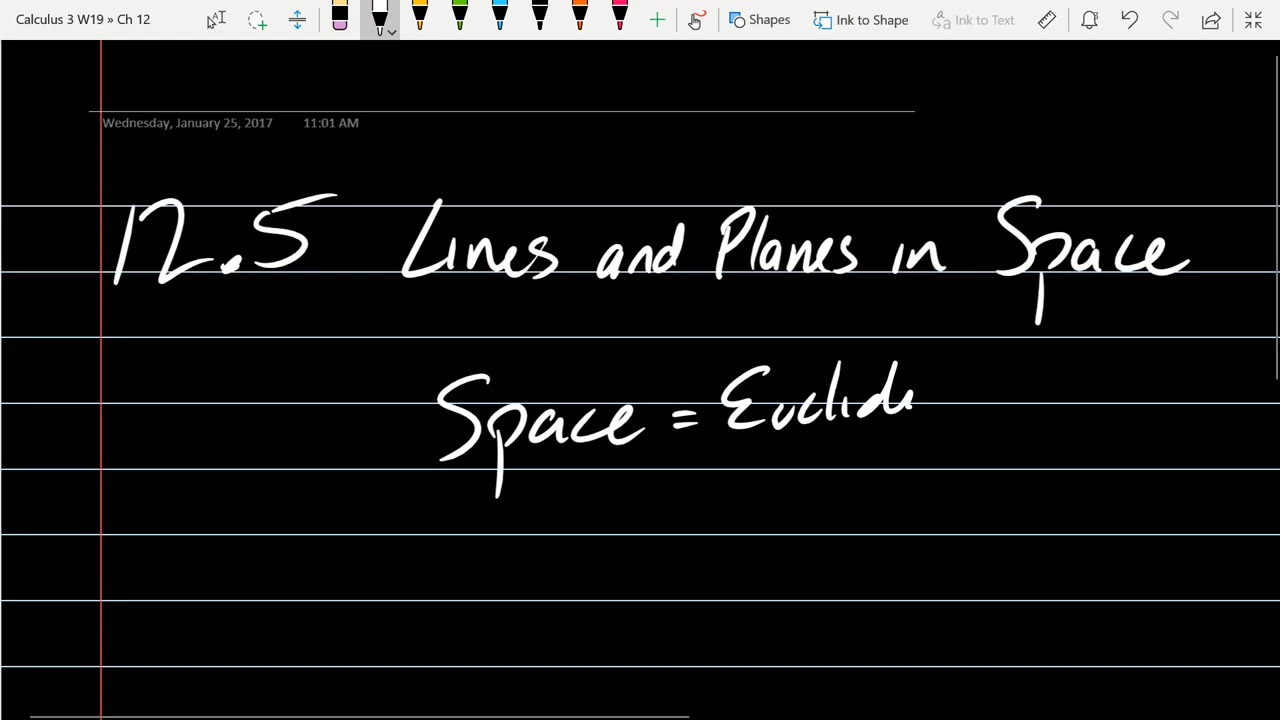 Calculus 3 W19 » Ch 12
Shapes
Ink to Shape
Ink to Text
Wednesday, January 25, 2017 11:01 AM
12.5 Lines and Planes in Space
Space = Euclide